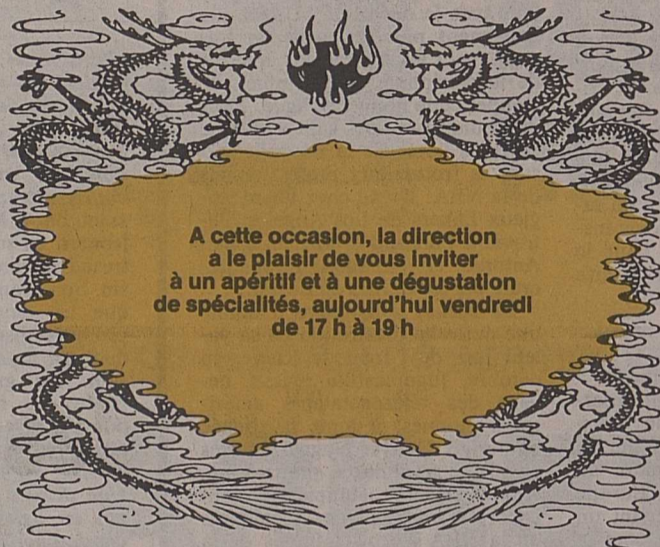 A cette occasion, la direction
a le plaisir de vous inviter
à un apéritif et à une dégustation
de spécialités, aujourd'hui vendredi
de 17 h à 19 h